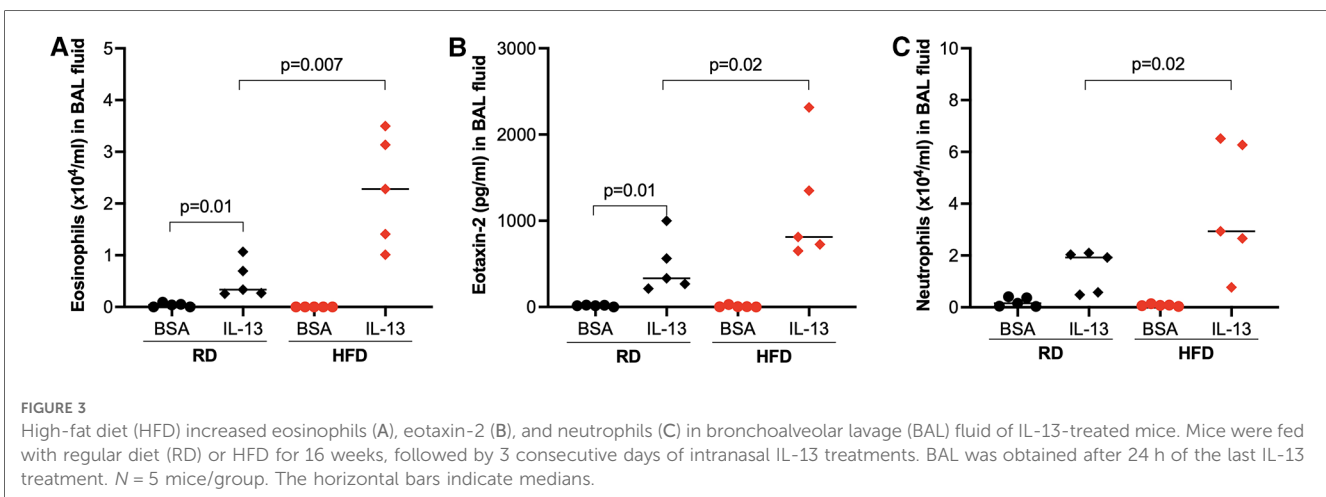 A
Eosinophils (x10⁴/ml) in BAL fluid
5
4
3
2
1
0
p=0.007
p=0.01
BSA IL-13 BSA IL-13
RD HFD
B
Eotaxin-2 (pg/ml) in BAL fluid
3000
2000
1000
0
p=0.02
p=0.01
BSA IL-13 BSA IL-13
RD HFD
C
Neutrophils (x10⁴/ml) in BAL fluid
10
8
6
4
2
0
p=0.02
BSA IL-13 BSA IL-13
RD HFD
FIGURE 3
High-fat diet (HFD) increased eosinophils (A), eotaxin-2 (B), and neutrophils (C) in bronchoalveolar lavage (BAL) fluid of IL-13-treated mice. Mice were fed
with regular diet (RD) or HFD for 16 weeks, followed by 3 consecutive days of intranasal IL-13 treatments. BAL was obtained after 24 h of the last IL-13
treatment. N = 5 mice/group. The horizontal bars indicate medians.